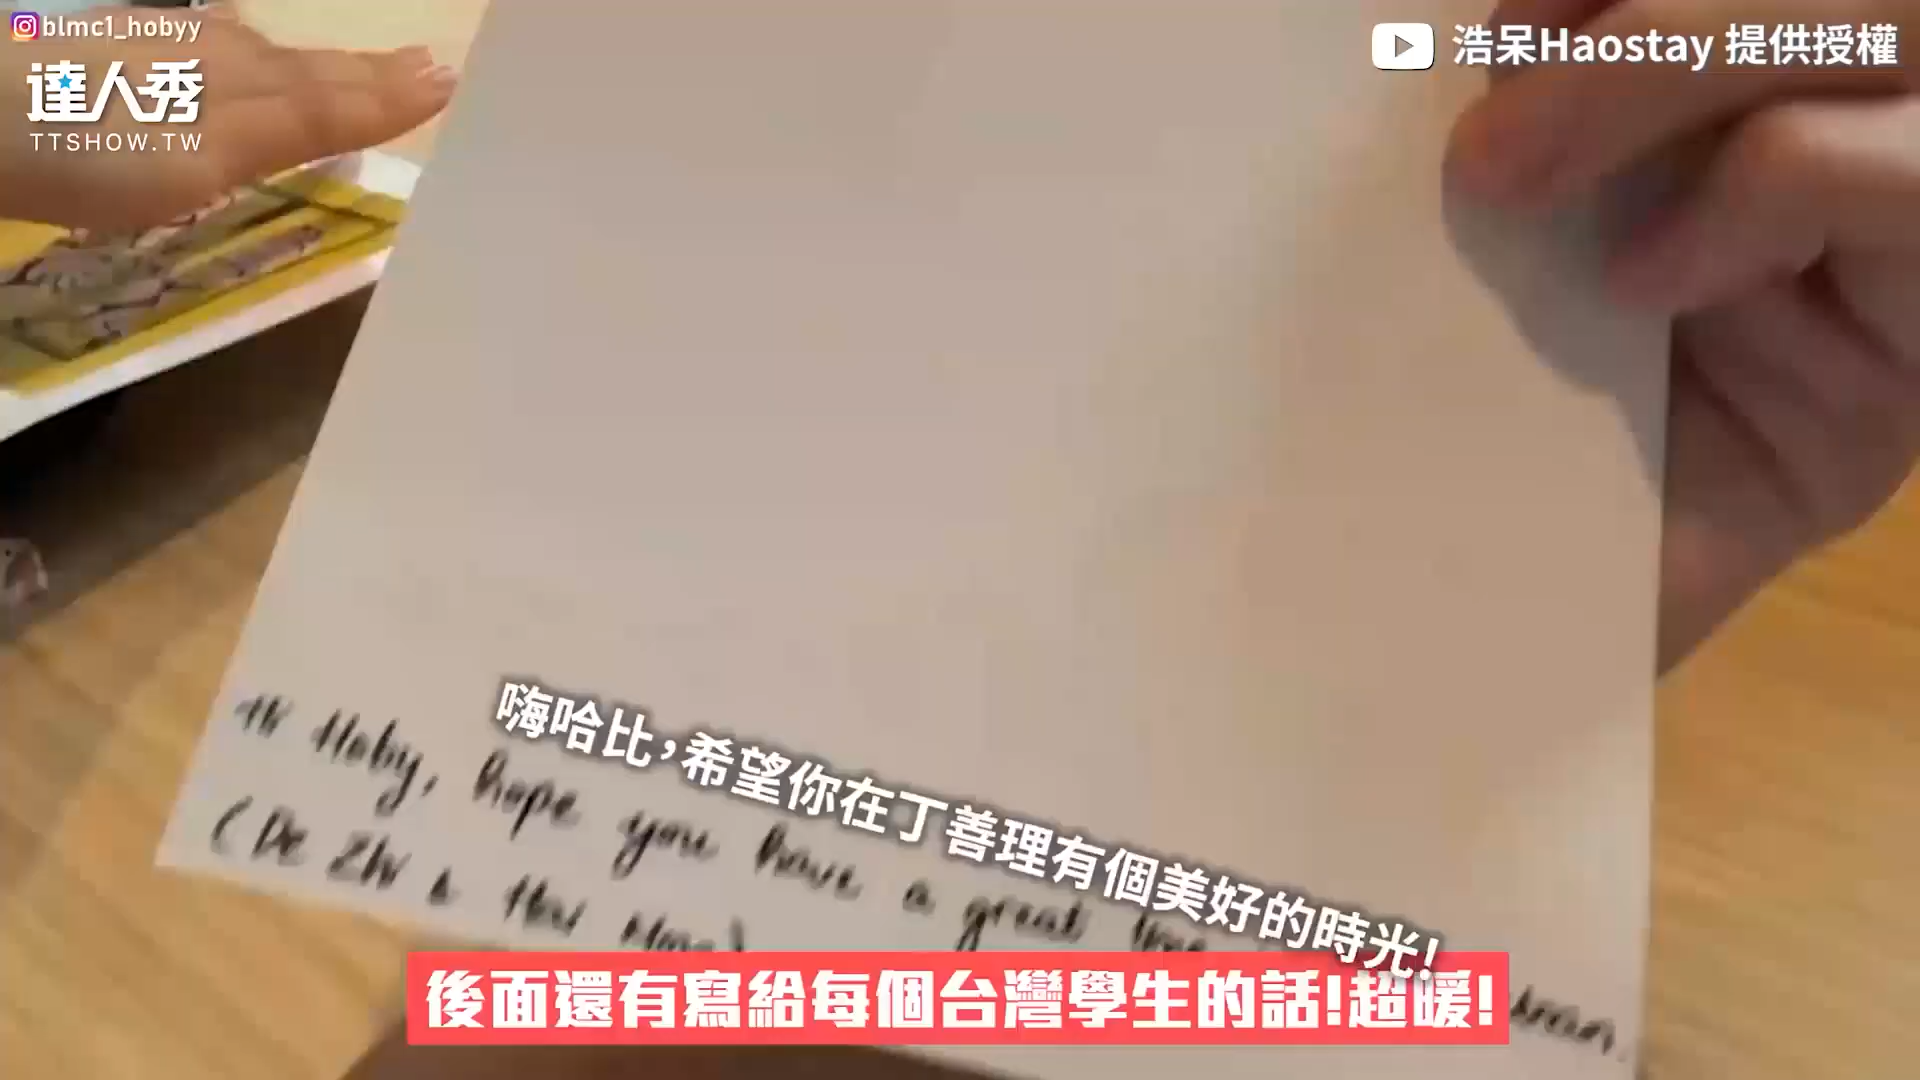 blmc1_hobyy
達人秀
TTSHOW.TW
浩呆Haostay 提供授權
嗨哈比，希望你在丁善理有個美好的時光！
Hi Hoby, hope you have a great time
(De Zhi &
後面還有寫給每個台灣學生的話!超暖!